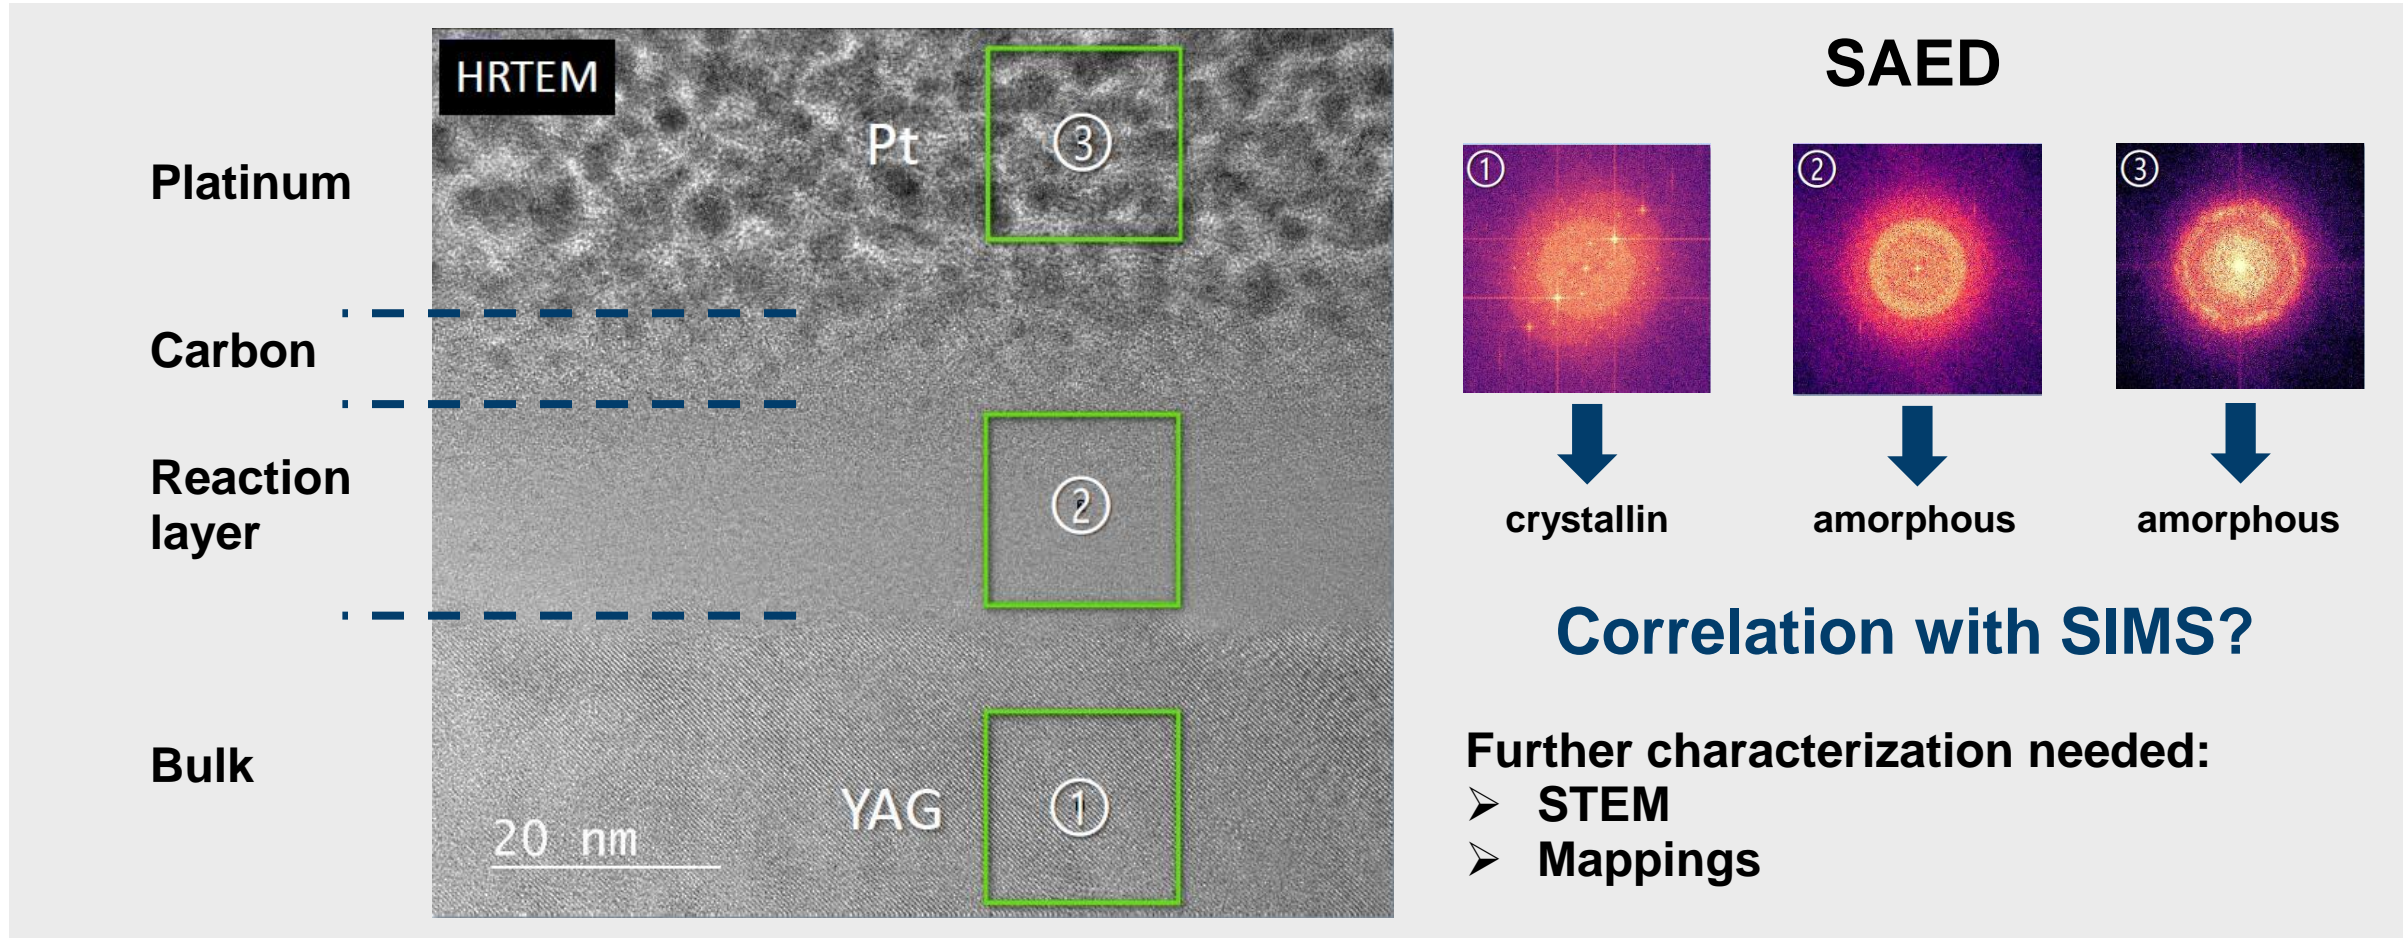 HRTEM
Platinum
Carbon
Reaction
layer
Bulk
Pt
③
②
YAG
①
20 nm
SAED
①
②
③
crystallin
amorphous
amorphous
Correlation with SIMS?
Further characterization needed:
➢ STEM
➢ Mappings